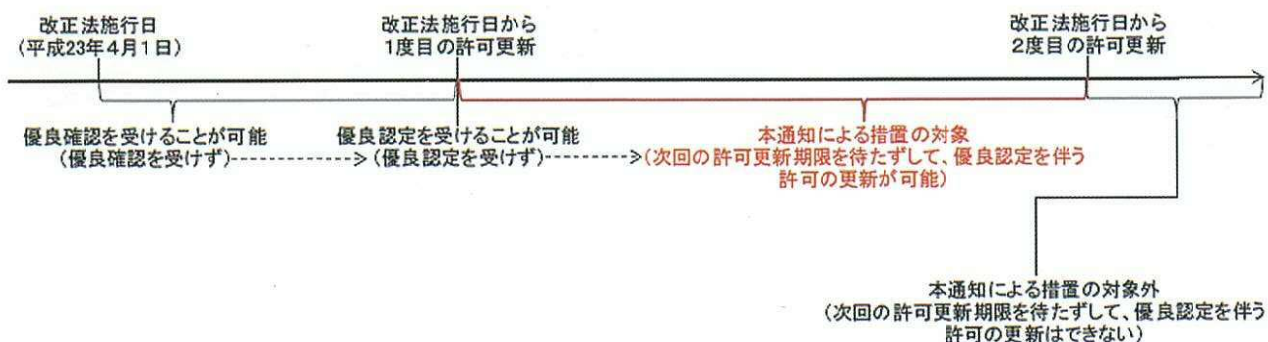 改正法施行日
(平成23年4月1日)
改正法施行日から
1度目の許可更新
改正法施行日から
2度目の許可更新
優良確認を受けることが可能
(優良確認を受けず)
優良認定を受けることが可能
(優良認定を受けず)
本通知による措置の対象
(次回の許可更新期限を待たずして、優良認定を伴う
許可の更新が可能)
本通知による措置の対象外
(次回の許可更新期限を待たずして、優良認定を伴う
許可の更新はできない)